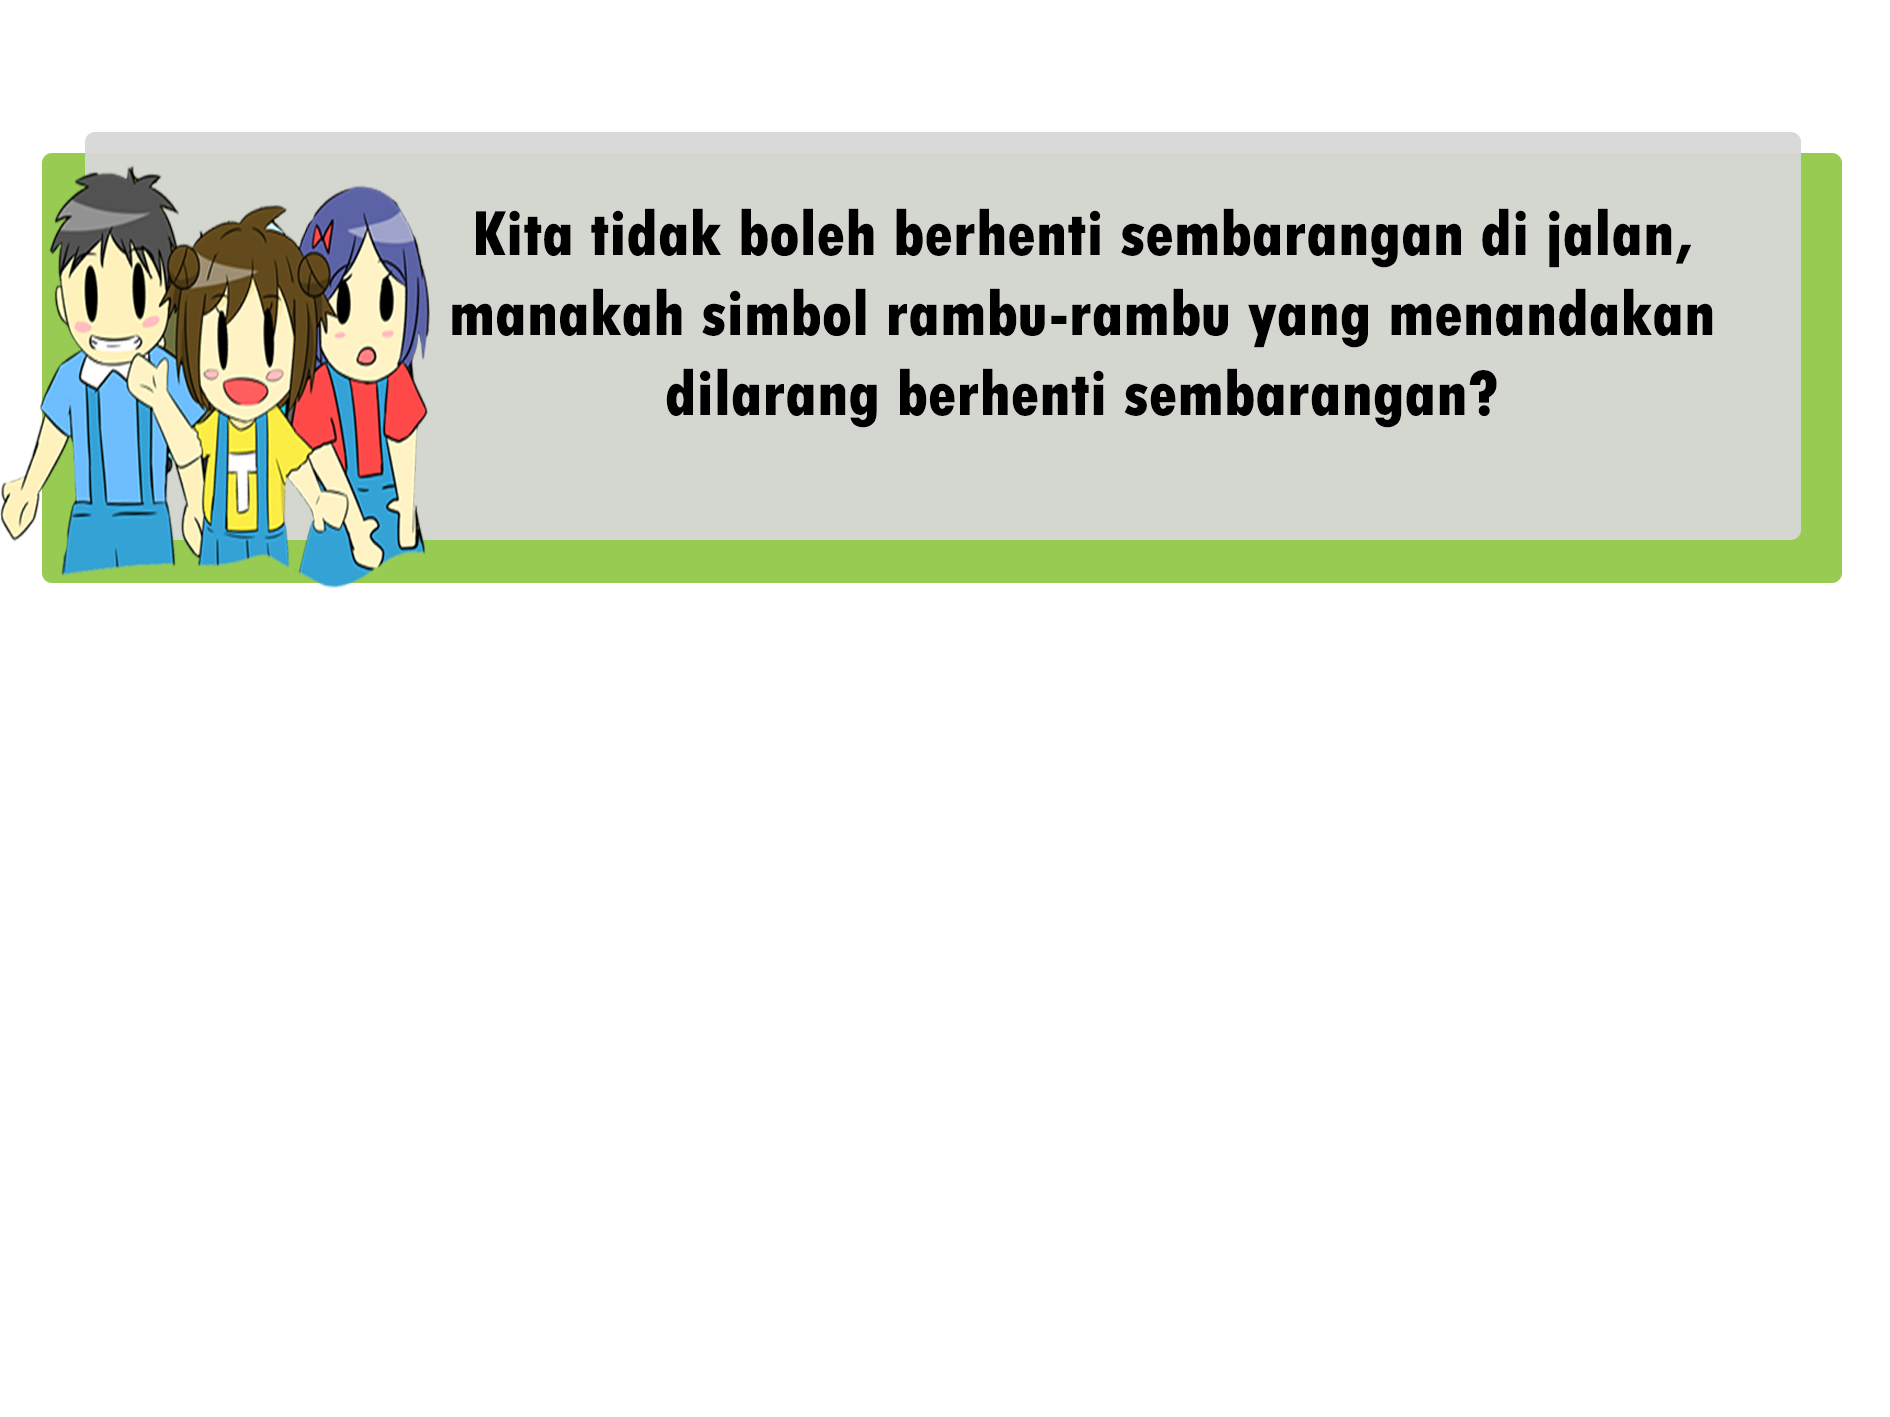 Kita tidak boleh berhenti sembarangan di jalan,
manakah simbol rambu-rambu yang menandakan
dilarang berhenti sembarangan?
T